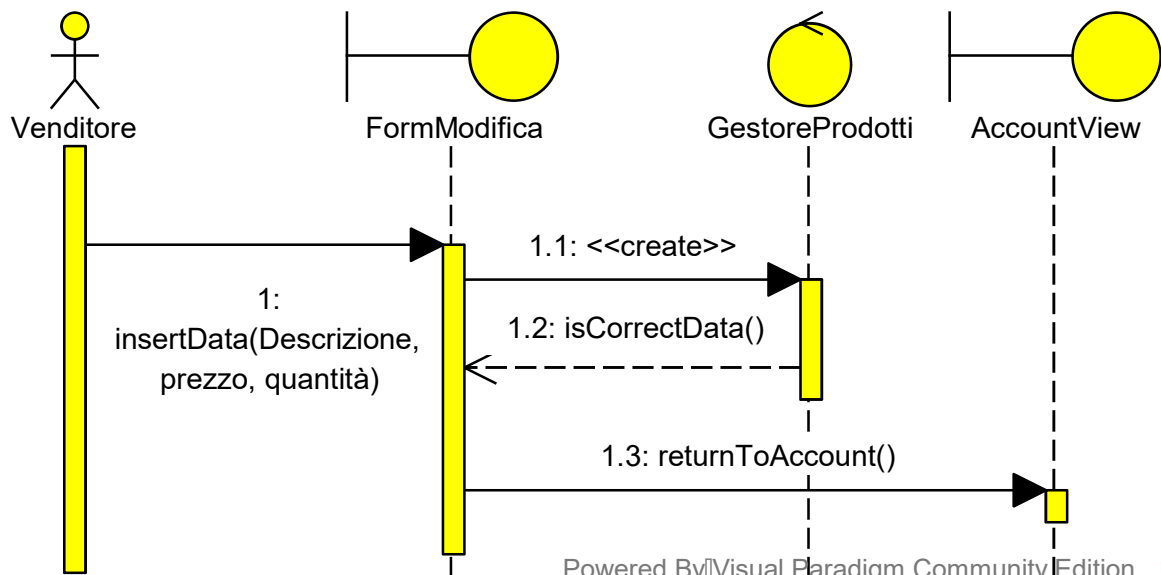 Venditore
FormModifica
GestoreProdotti
AccountView
1.1: <<create>>
1:
insertData(Descrizione,
prezzo, quantità)
1.2: isCorrectData()
1.3: returnToAccount()
Powered By Visual Paradigm Community Edition